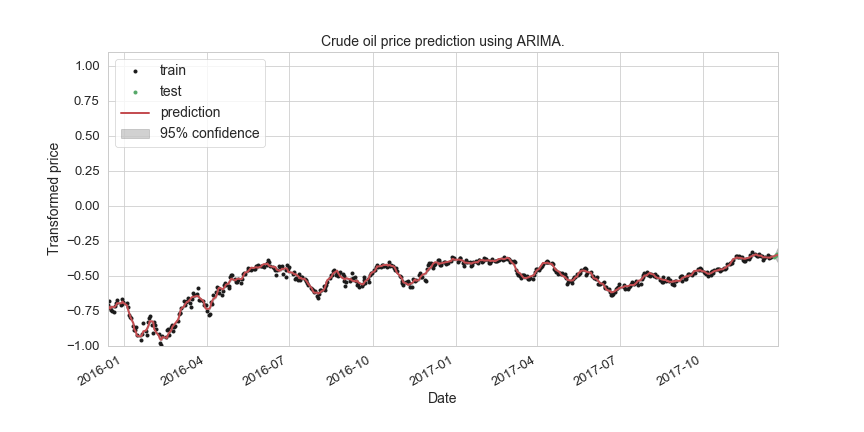 Crude oil price prediction using ARIMA.
train
test
prediction
95% confidence
1.00
0.75
0.50
0.25
0.00
−0.25
−0.50
−0.75
−1.00
Transformed price
2016-01
2016-04
2016-07
2016-10
2017-01
2017-04
2017-07
2017-10
Date